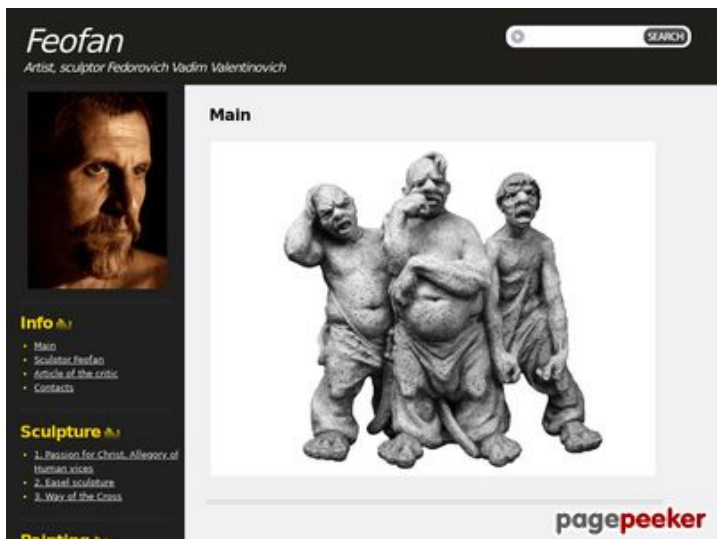 Feofan
Artist, sculptor Fedorovich Vadim Valentinovich
SEARCH
Main
Info
Main
Sculptor Feofan
Article of the critic
Contacts
Sculpture
1. Passion for Christ. Allegory of
Human vices
2. Easel sculpture
3. Way of the Cross
Painting
pagepeeker